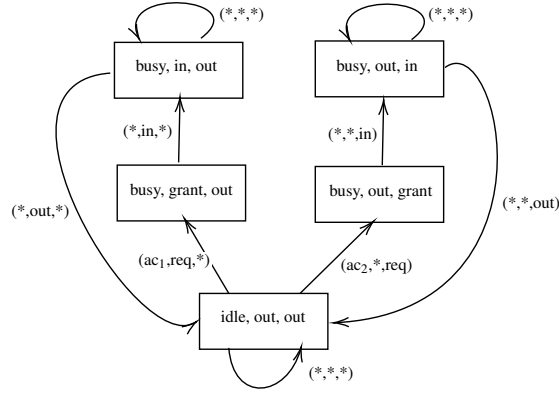 (*,*,*)
(*,*,*)
busy, in, out
busy, out, in
(*,in,*)
(*,*,in)
busy, grant, out
busy, out, grant
(*,out,*)
(*,*,out)
(ac₁,req,*)
(ac₂,*,req)
idle, out, out
(*,*,*)